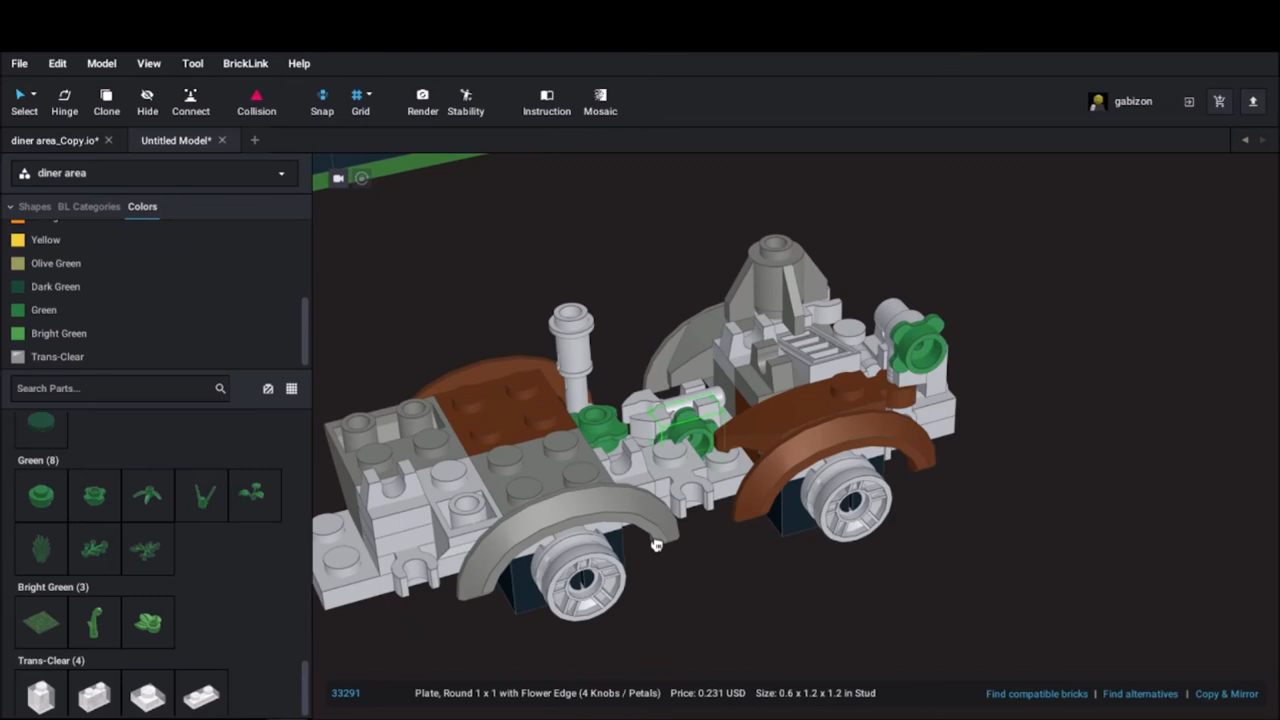 File Edit Model View Tool BrickLink Help
Select Hinge Clone Hide Connect Collision Snap Grid Render Stability Instruction Mosaic
gabizon
diner area_Copy.io* Untitled Model*
diner area
Shapes BL Categories Colors
Yellow
Olive Green
Dark Green
Green
Bright Green
Trans-Clear
Search Parts...
Green (8)
Bright Green (3)
Trans-Clear (4)
33291 Plate, Round 1 x 1 with Flower Edge (4 Knobs / Petals) Price: 0.231 USD Size: 0.6 x 1.2 x 1.2 in Stud Find compatible bricks | Find alternatives | Copy & Mirror